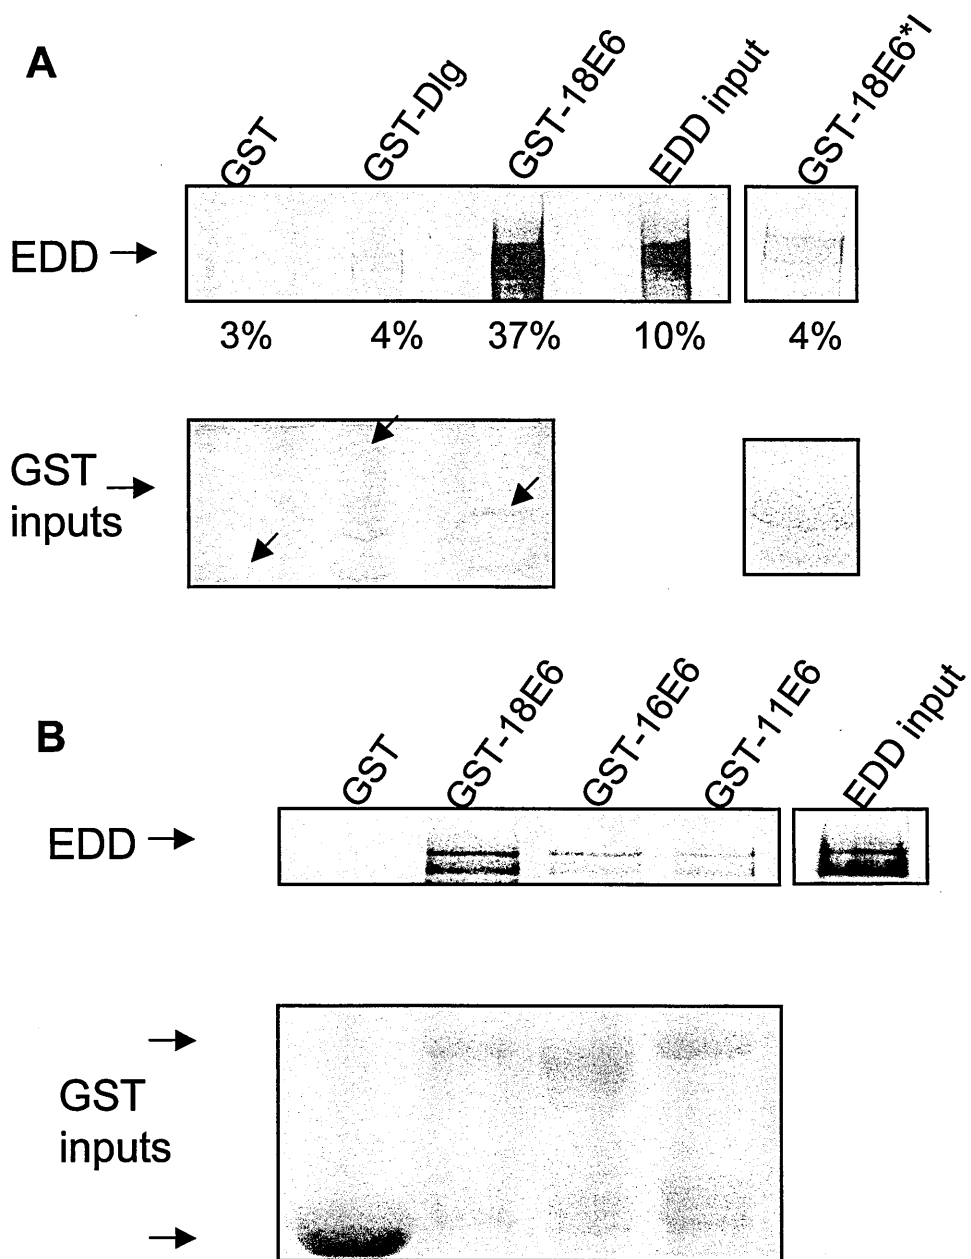 A
GST
GST-Dlg
GST-18E6
EDD input
GST-18E6*I
EDD
3%
4%
37%
10%
4%
GST
inputs
B
GST
GST-18E6
GST-16E6
GST-11E6
EDD input
EDD
GST
inputs